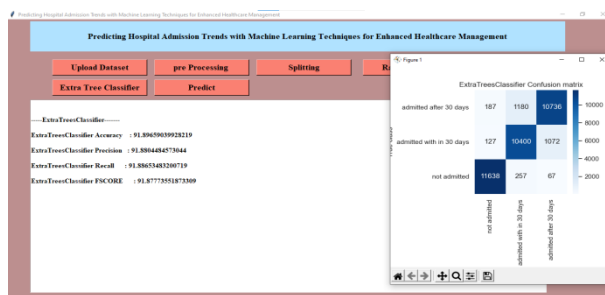 Predicting Hospital Admission Trends with Machine Learning Techniques for Enhanced Healthcare Management
Predicting Hospital Admission Trends with Machine Learning Techniques for Enhanced Healthcare Management
Upload Dataset
pre Processing
Splitting
Extra Tree Classifier
Predict
----ExtraTreesClassifier------
ExtraTreesClassifier Accuracy : 91.89659039928219
ExtraTreesClassifier Precision : 91.8804484573044
ExtraTreesClassifier Recall : 91.88653483200719
ExtraTreesClassifier FSCORE : 91.87773551873309
Figure 1
ExtraTreesClassifier Confusion matrix
admitted after 30 days 187 1180 10736
admitted with in 30 days 127 10400 1072
not admitted 11638 257 67
10000
8000
6000
4000
2000
not admitted
admitted with in 30 days
admitted after 30 days